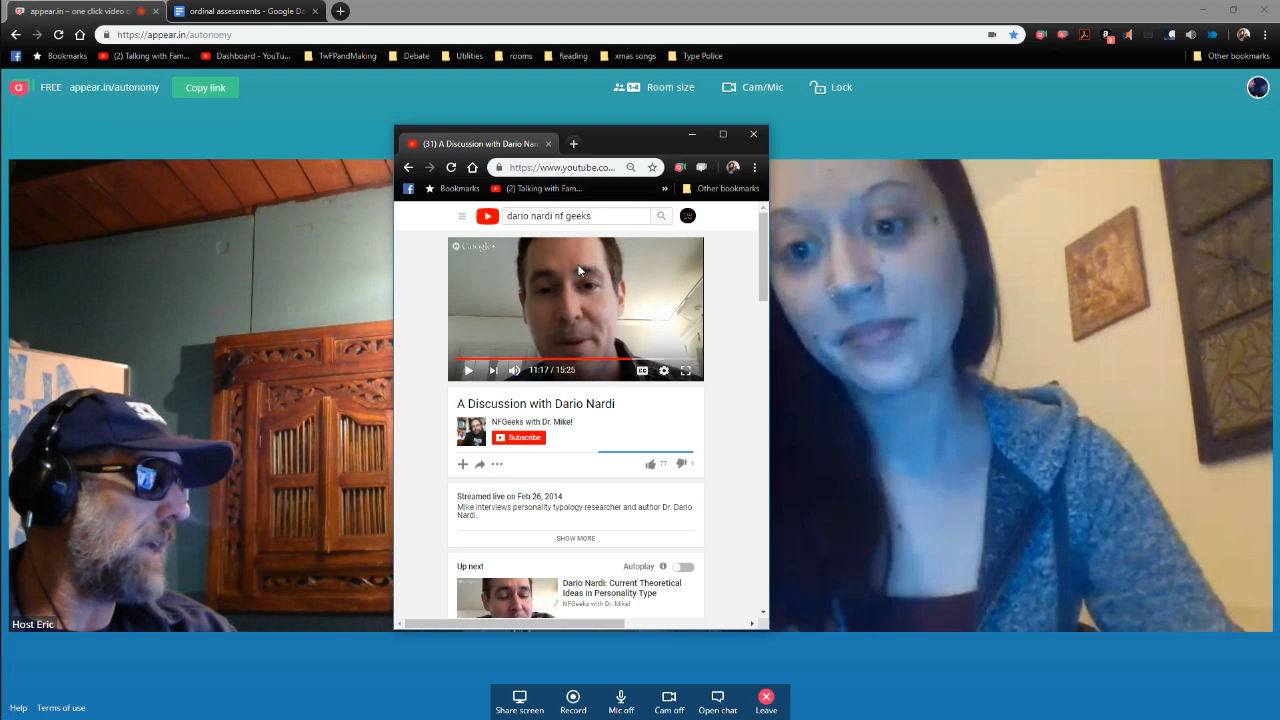 appear.in – one click video c
ordinal assessments - Google D
https://appear.in/autonomy
Bookmarks
(2) Talking with Fam...
Dashboard - YouTu...
TwFPandMaking
Debate
Utilities
rooms
Reading
xmas songs
Type Police
Other bookmarks
FREE appear.in/autonomy
Copy link
Room size
Cam/Mic
Lock
(31) A Discussion with Dario Nar
https://www.youtube.co...
Bookmarks
(2) Talking with Fam...
»
Other bookmarks
dario nardi nf geeks
Google+
11:17 / 15:25
CC
A Discussion with Dario Nardi
NFGeeks with Dr. Mike!
Subscribe
77
1
Streamed live on Feb 26, 2014
Mike Interviews personality typology researcher and author Dr. Dario
Nardi.
SHOW MORE
Up next
Autoplay
Dario Nardi: Current Theoretical
Ideas in Personality Type
NFGeeks with Dr. Mike!
Host Eric
Help
Terms of use
Share screen
Record
Mic off
Cam off
Open chat
Leave